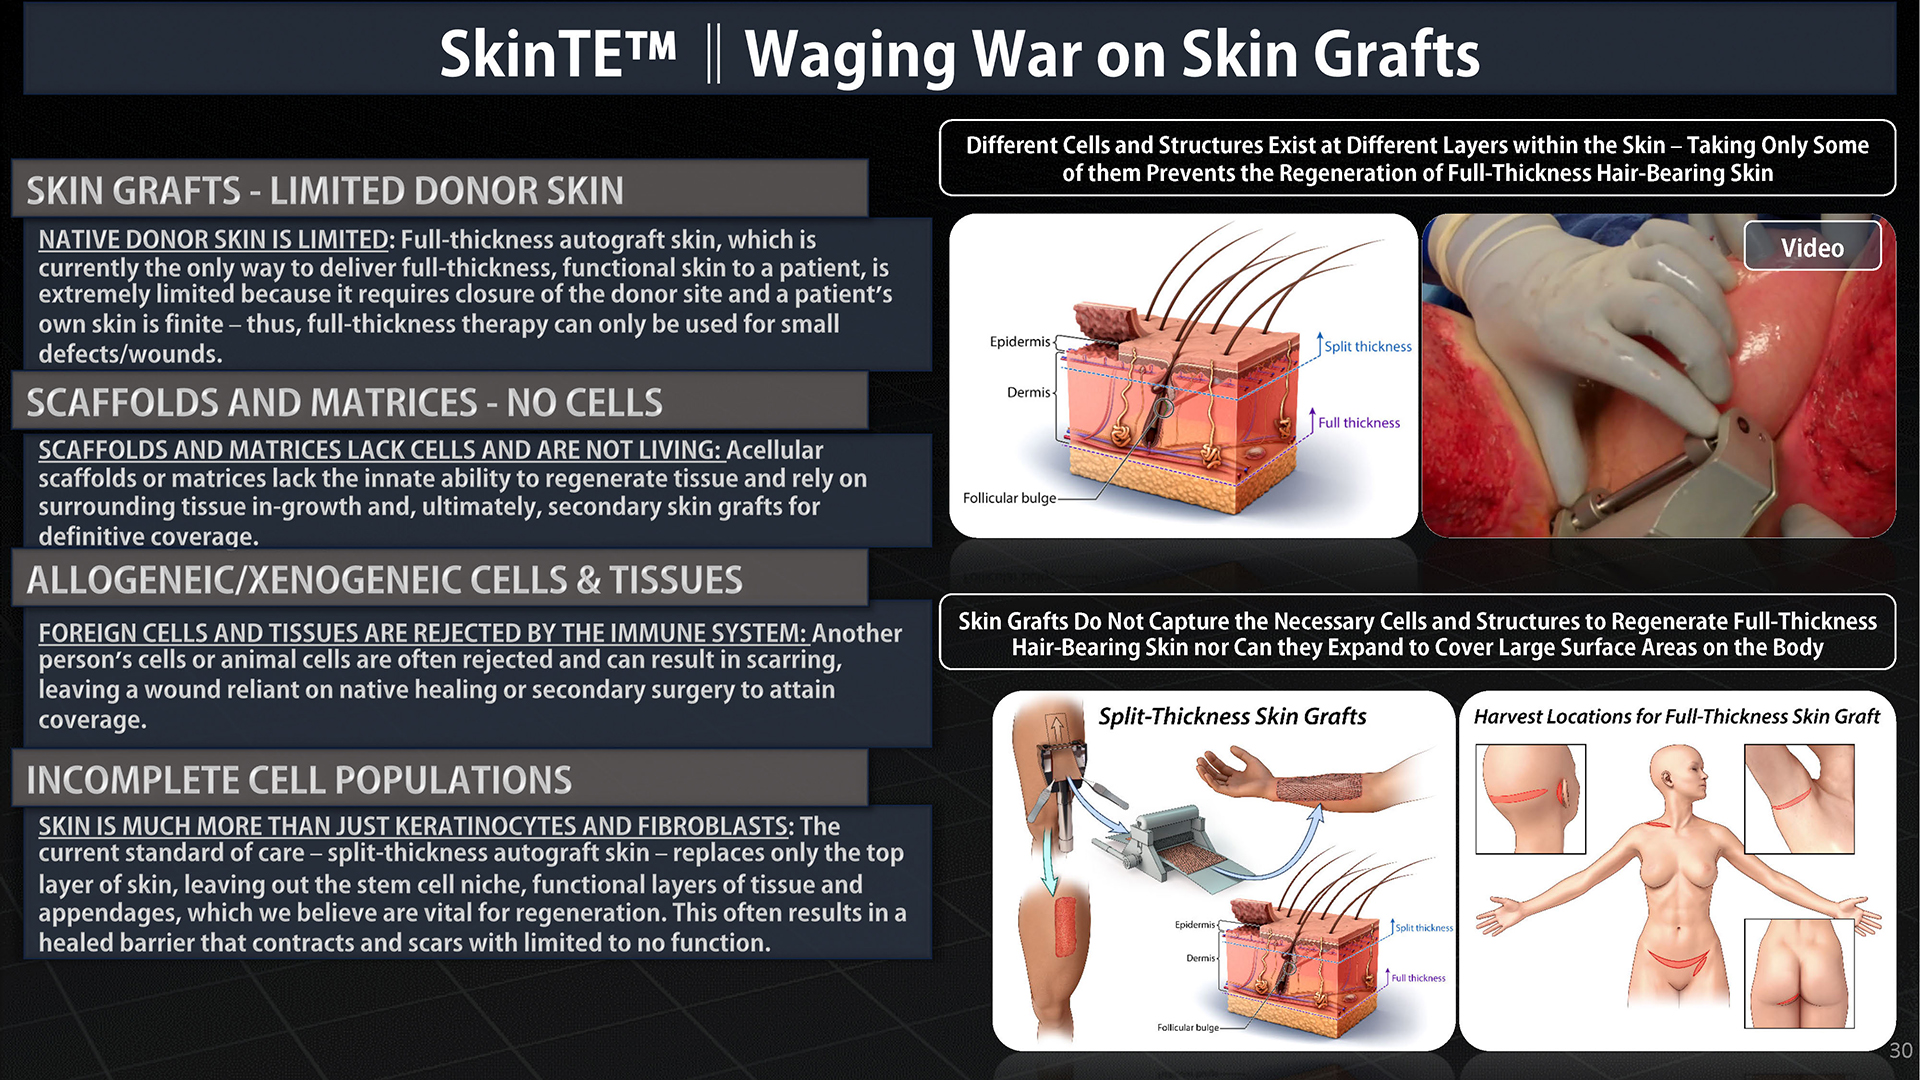 SkinTE™ || Waging War on Skin Grafts
SKIN GRAFTS - LIMITED DONOR SKIN
NATIVE DONOR SKIN IS LIMITED: Full-thickness autograft skin, which is
currently the only way to deliver full-thickness, functional skin to a patient, is
extremely limited because it requires closure of the donor site and a patient's
own skin is finite – thus, full-thickness therapy can only be used for small
defects/wounds.
SCAFFOLDS AND MATRICES - NO CELLS
SCAFFOLDS AND MATRICES LACK CELLS AND ARE NOT LIVING: Acellular
scaffolds or matrices lack the innate ability to regenerate tissue and rely on
surrounding tissue in-growth and, ultimately, secondary skin grafts for
definitive coverage.
ALLOGENEIC/XENOGENEIC CELLS & TISSUES
FOREIGN CELLS AND TISSUES ARE REJECTED BY THE IMMUNE SYSTEM: Another
person's cells or animal cells are often rejected and can result in scarring,
leaving a wound reliant on native healing or secondary surgery to attain
coverage.
INCOMPLETE CELL POPULATIONS
SKIN IS MUCH MORE THAN JUST KERATINOCYTES AND FIBROBLASTS: The
current standard of care – split-thickness autograft skin – replaces only the top
layer of skin, leaving out the stem cell niche, functional layers of tissue and
appendages, which we believe are vital for regeneration. This often results in a
healed barrier that contracts and scars with limited to no function.
Different Cells and Structures Exist at Different Layers within the Skin – Taking Only Some
of them Prevents the Regeneration of Full-Thickness Hair-Bearing Skin
Epidermis
Dermis
Follicular bulge
Split thickness
Full thickness
Video
Skin Grafts Do Not Capture the Necessary Cells and Structures to Regenerate Full-Thickness
Hair-Bearing Skin nor Can they Expand to Cover Large Surface Areas on the Body
Split-Thickness Skin Grafts
Epidermis
Dermis
Follicular bulge
Split thickness
Full thickness
Harvest Locations for Full-Thickness Skin Graft
30